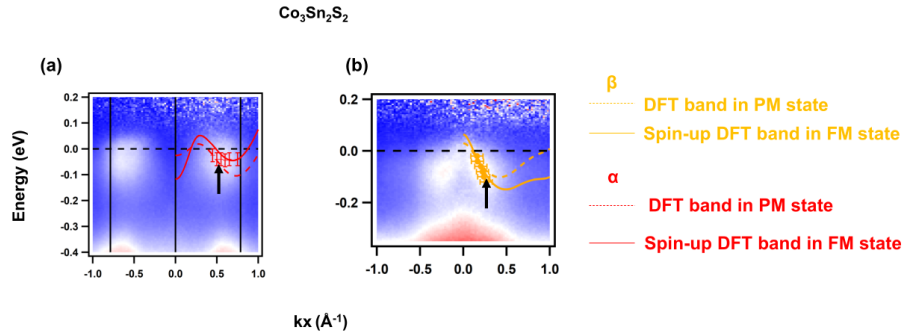 Co₃Sn₂S₂
(a)
(b)
Energy (eV)
0.2
0.1
0.0
-0.1
-0.2
-0.3
-0.4
-1.0 -0.5 0.0 0.5 1.0
0.2
0.0
-0.2
-1.0 -0.5 0.0 0.5 1.0
kx (Å⁻¹)
β
DFT band in PM state
Spin-up DFT band in FM state
α
DFT band in PM state
Spin-up DFT band in FM state